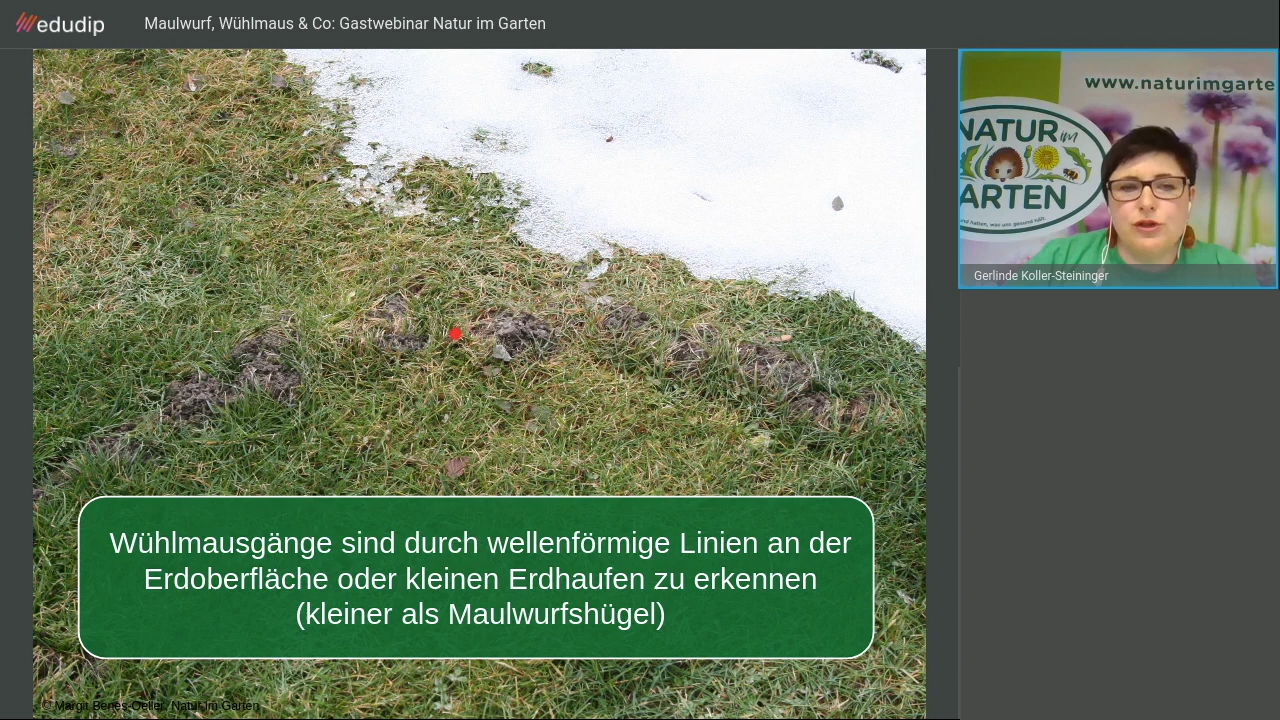 edudip
Maulwurf, Wühlmaus & Co: Gastwebinar Natur im Garten
www.naturimgarte
NATUR im
GARTEN
Gerlinde Koller-Steininger
Wühlmausgänge sind durch wellenförmige Linien an der
Erdoberfläche oder kleinen Erdhaufen zu erkennen
(kleiner als Maulwurfshügel)
© Margit Benes-Oeller, Natur im Garten